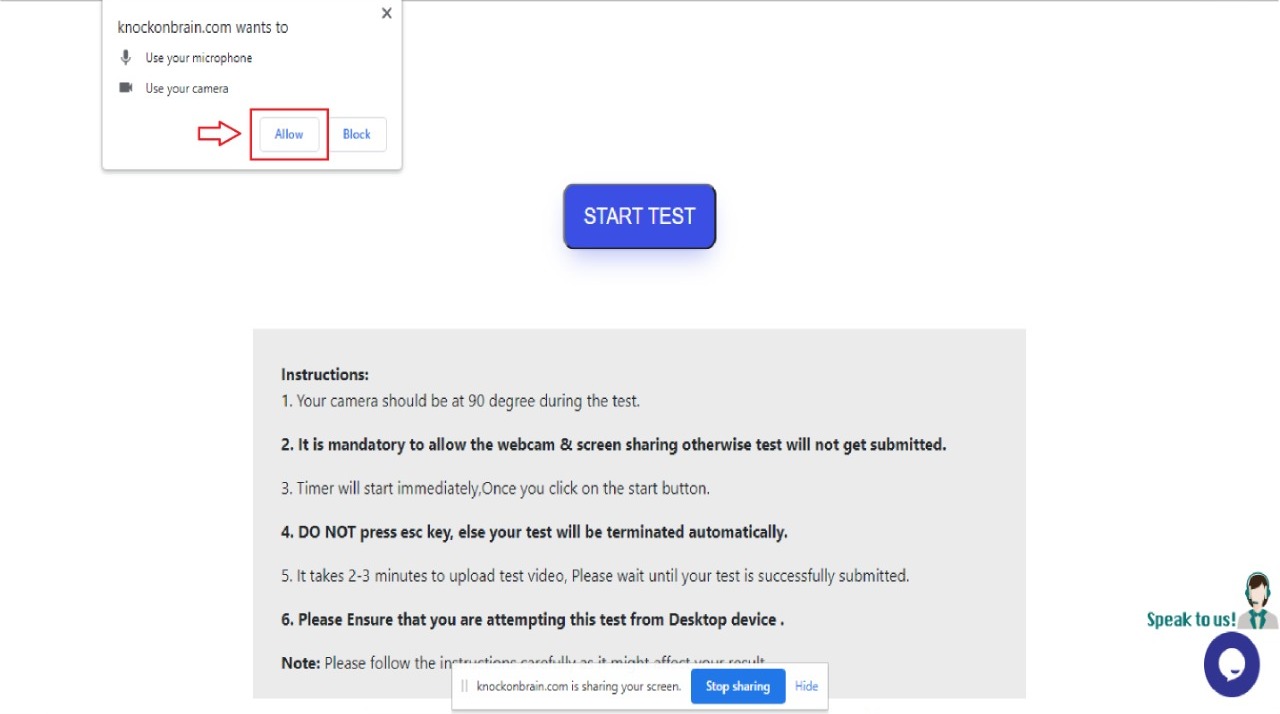 knockonbrain.com wants to
X
Use your microphone
Use your camera
Allow
Block
START TEST
Instructions:
1. Your camera should be at 90 degree during the test.
2. It is mandatory to allow the webcam & screen sharing otherwise test will not get submitted.
3. Timer will start immediately,Once you click on the start button.
4. DO NOT press esc key, else your test will be terminated automatically.
5. It takes 2-3 minutes to upload test video, Please wait until your test is successfully submitted.
6. Please Ensure that you are attempting this test from Desktop device .
Speak to us!
Note: Please follow the instructions carefully as it might affect your result.
knockonbrain.com is sharing your screen.
Stop sharing
Hide